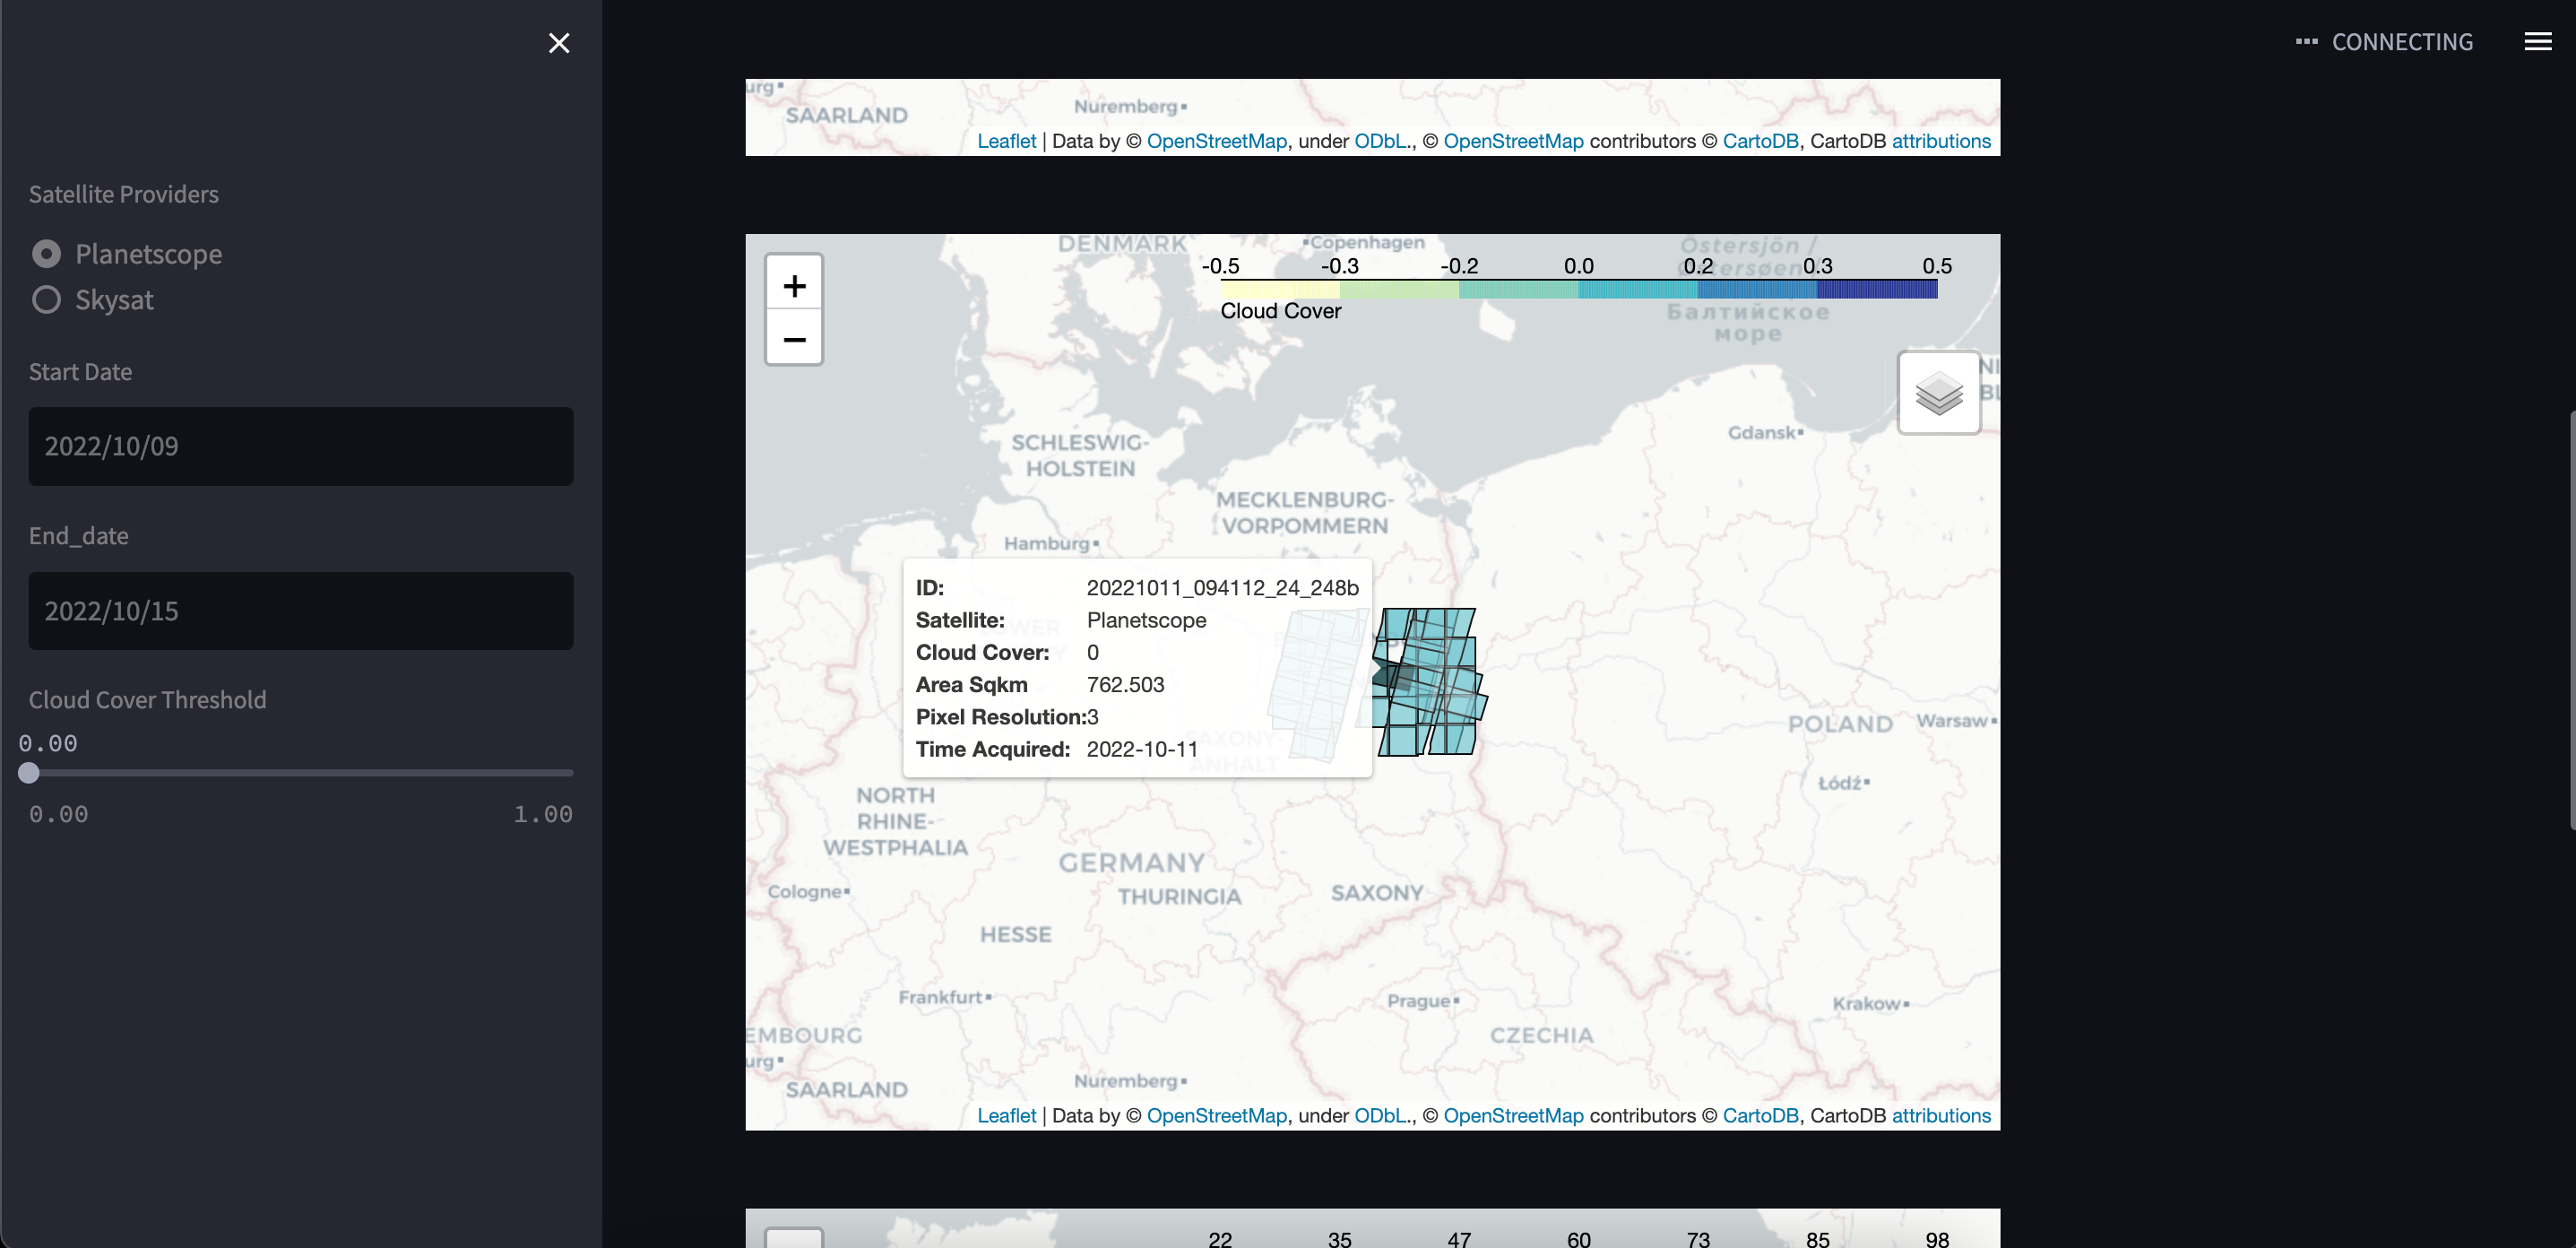 CONNECTING
Satellite Providers
Planetscope
Skysat
Start Date
2022/10/09
End_date
2022/10/15
Cloud Cover Threshold
0.00
0.00 1.00
urg
SAARLAND
Nuremberg
Leaflet | Data by © OpenStreetMap, under ODbL., © OpenStreetMap contributors © CartoDB, CartoDB attributions
+
−
DENMARK
Copenhagen
Östersjön /
Østersøen /
-0.5 -0.3 -0.2 0.0 0.2 0.3 0.5
Cloud Cover
Балтийское
море
NI
BL
Gdansk
SCHLESWIG-
HOLSTEIN
MECKLENBURG-
VORPOMMERN
Hamburg
ID: 20221011_094112_24_248b
Satellite: Planetscope
Cloud Cover: 0
Area Sqkm 762.503
Pixel Resolution:3
Time Acquired: 2022-10-11
LOWER
SAXONY-
ANHALT
POLAND
Warsaw
Łódź
NORTH
RHINE-
WESTPHALIA
GERMANY
Cologne
THURINGIA
SAXONY
HESSE
Frankfurt
Prague
Krakow
EMBOURG
CZECHIA
urg
Nuremberg
SAARLAND
Leaflet | Data by © OpenStreetMap, under ODbL., © OpenStreetMap contributors © CartoDB, CartoDB attributions
22 35 47 60 73 85 98